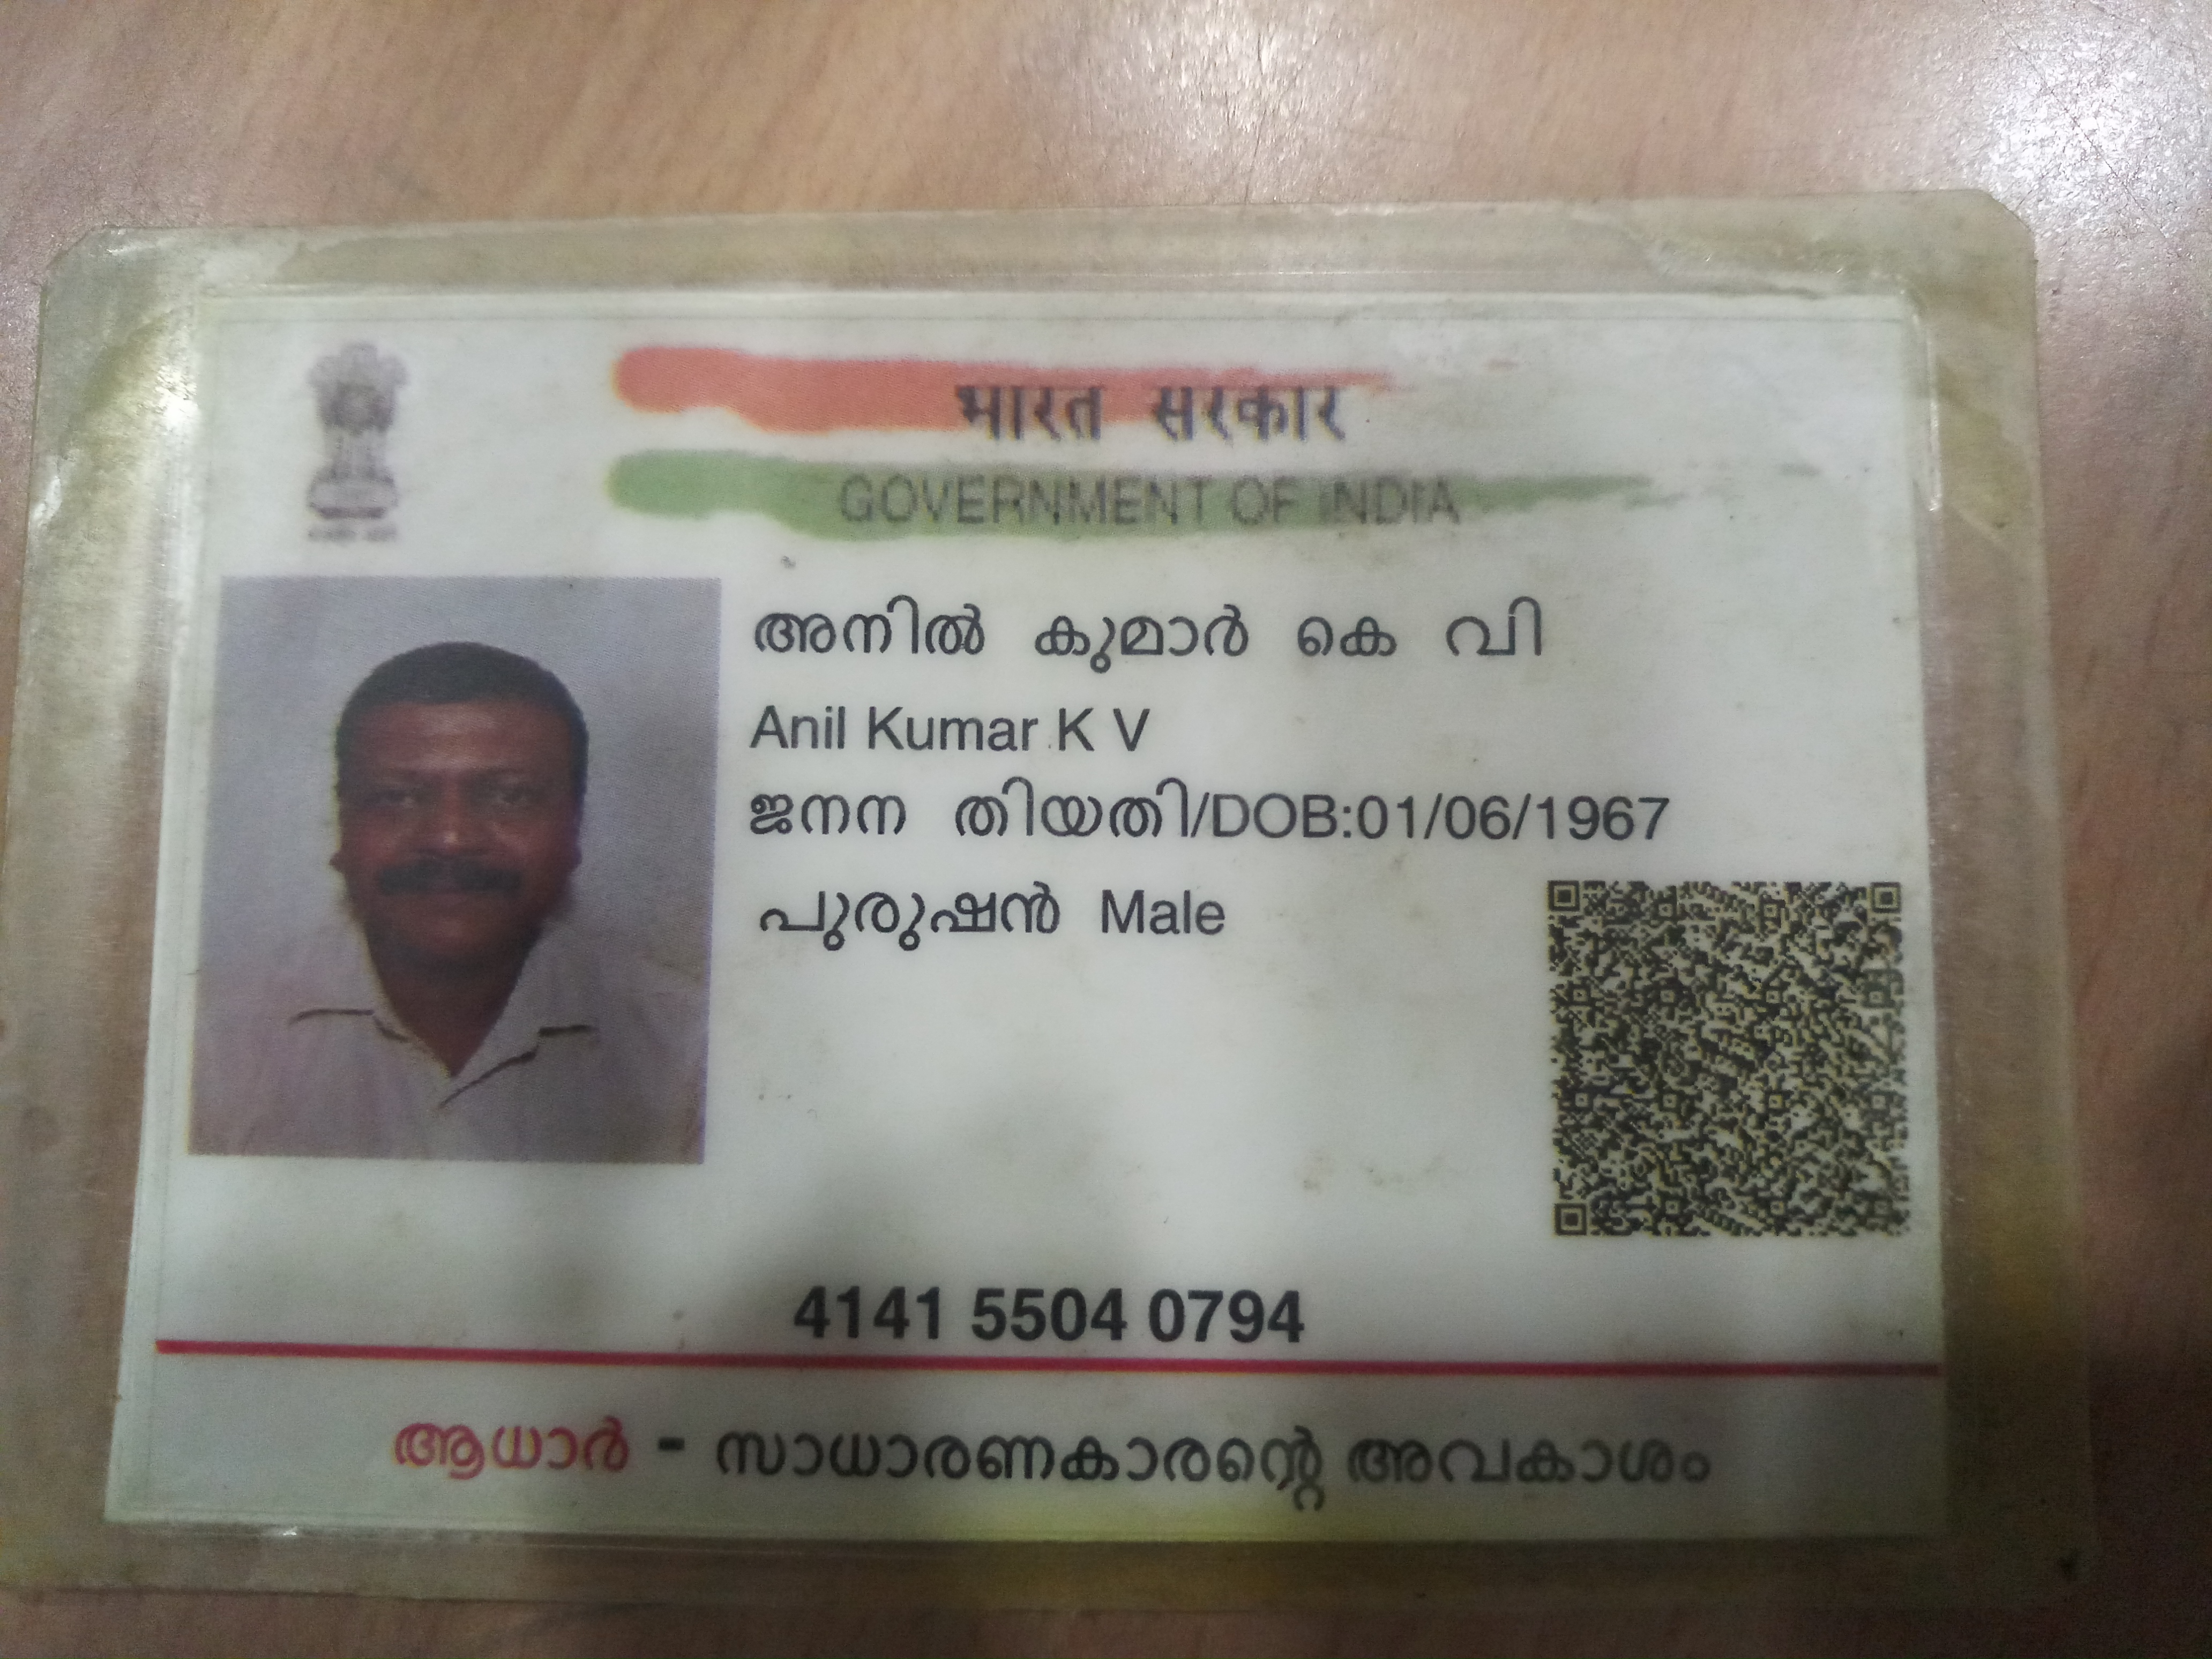 भारत सरकार
GOVERNMENT OF INDIA
അനിൽ കുമാർ കെ വി
Anil Kumar K V
ജനന തിയതി/DOB:01/06/1967
പുരുഷൻ Male
4141 5504 0794
ആധാർ - സാധാരണക്കാരന്റെ അവകാശം